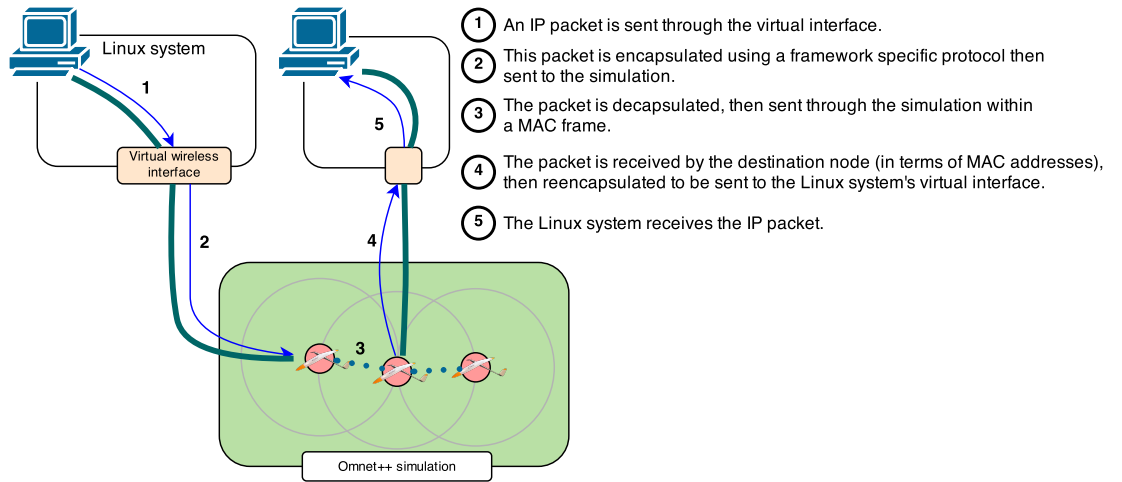 Linux system
1
Virtual wireless
interface
2
5
4
3
Omnet++ simulation
1 An IP packet is sent through the virtual interface.
2 This packet is encapsulated using a framework specific protocol then
sent to the simulation.
3 The packet is decapsulated, then sent through the simulation within
a MAC frame.
4 The packet is received by the destination node (in terms of MAC addresses),
then reencapsulated to be sent to the Linux system's virtual interface.
5 The Linux system receives the IP packet.